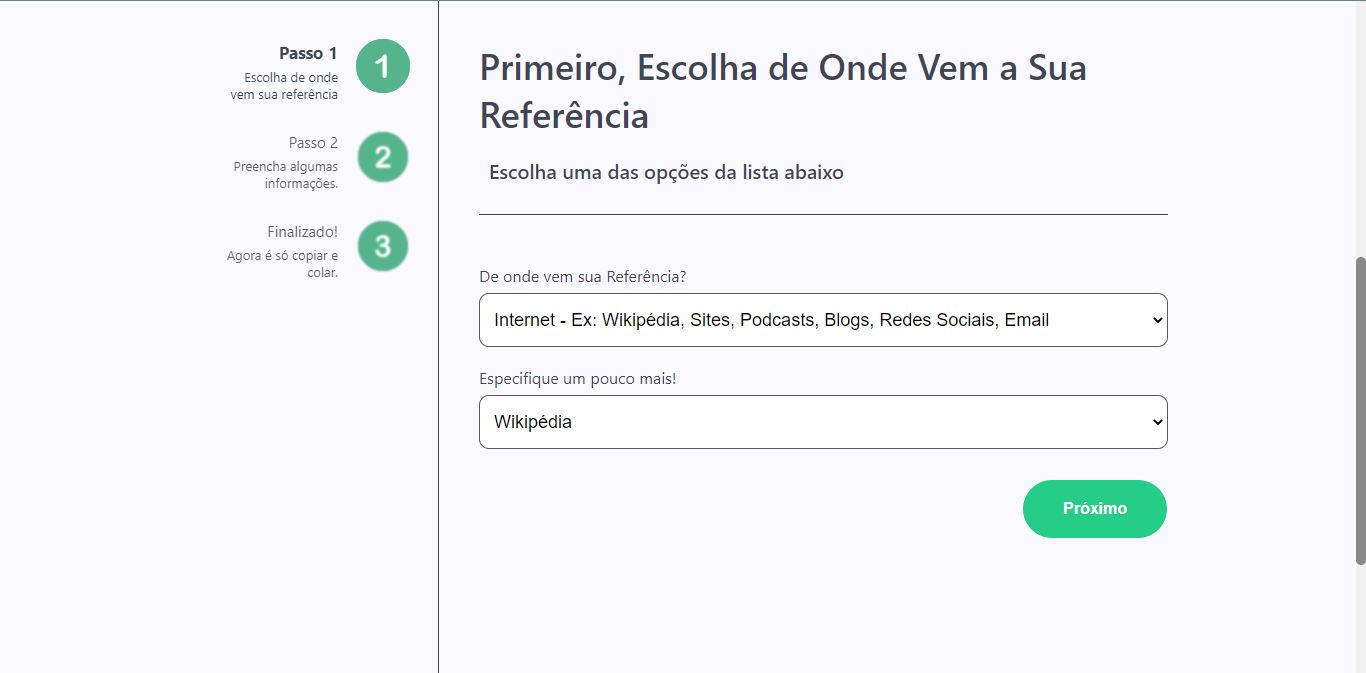 Passo 1
1
Escolha de onde
vem sua referência
Passo 2
2
Preencha algumas
informações.
Finalizado!
3
Agora é só copiar e
colar.
Primeiro, Escolha de Onde Vem a Sua
Referência
Escolha uma das opções da lista abaixo
De onde vem sua Referência?
Internet - Ex: Wikipédia, Sites, Podcasts, Blogs, Redes Sociais, Email
Especifique um pouco mais!
Wikipédia
Próximo